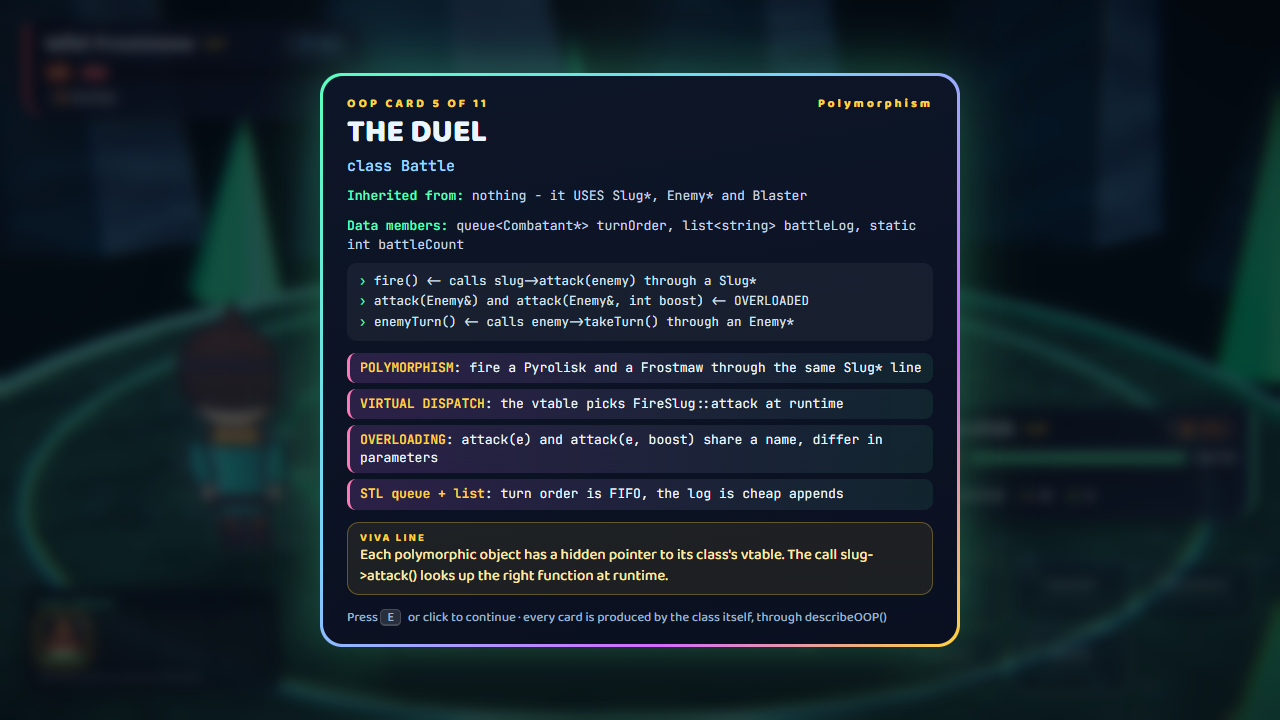 OOP CARD 5 OF 11
Polymorphism
THE DUEL
class Battle
Inherited from: nothing - it USES Slug*, Enemy* and Blaster
Data members: queue<Combatant*> turnOrder, list<string> battleLog, static
int battleCount
› fire() ← calls slug→attack(enemy) through a Slug*
› attack(Enemy&) and attack(Enemy&, int boost) ← OVERLOADED
› enemyTurn() ← calls enemy→takeTurn() through an Enemy*
POLYMORPHISM: fire a Pyrolisk and a Frostmaw through the same Slug* line
VIRTUAL DISPATCH: the vtable picks FireSlug::attack at runtime
OVERLOADING: attack(e) and attack(e, boost) share a name, differ in
parameters
STL queue + list: turn order is FIFO, the log is cheap appends
VIVA LINE
Each polymorphic object has a hidden pointer to its class's vtable. The call slug-
>attack() looks up the right function at runtime.
Press E or click to continue · every card is produced by the class itself, through describeOOP()